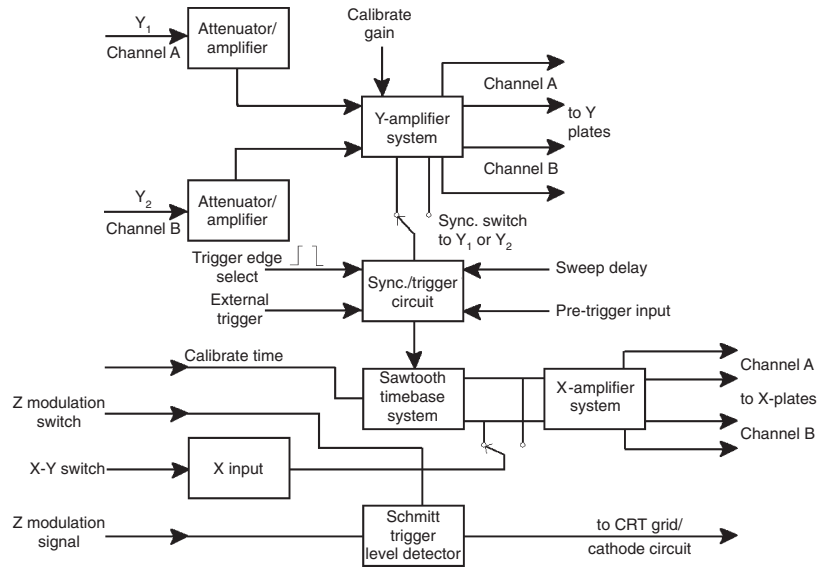 Y1
Channel A
Attenuator/
amplifier
Calibrate
gain
Y-amplifier
system
Channel A
to Y
plates
Channel B
Y2
Channel B
Attenuator/
amplifier
Sync. switch
to Y1 or Y2
Trigger edge
select
External
trigger
Sync./trigger
circuit
Sweep delay
Pre-trigger input
Calibrate time
Sawtooth
timebase
system
X-amplifier
system
Channel A
to X-plates
Channel B
Z modulation
switch
X-Y switch
X input
Z modulation
signal
Schmitt
trigger
level detector
to CRT grid/
cathode circuit